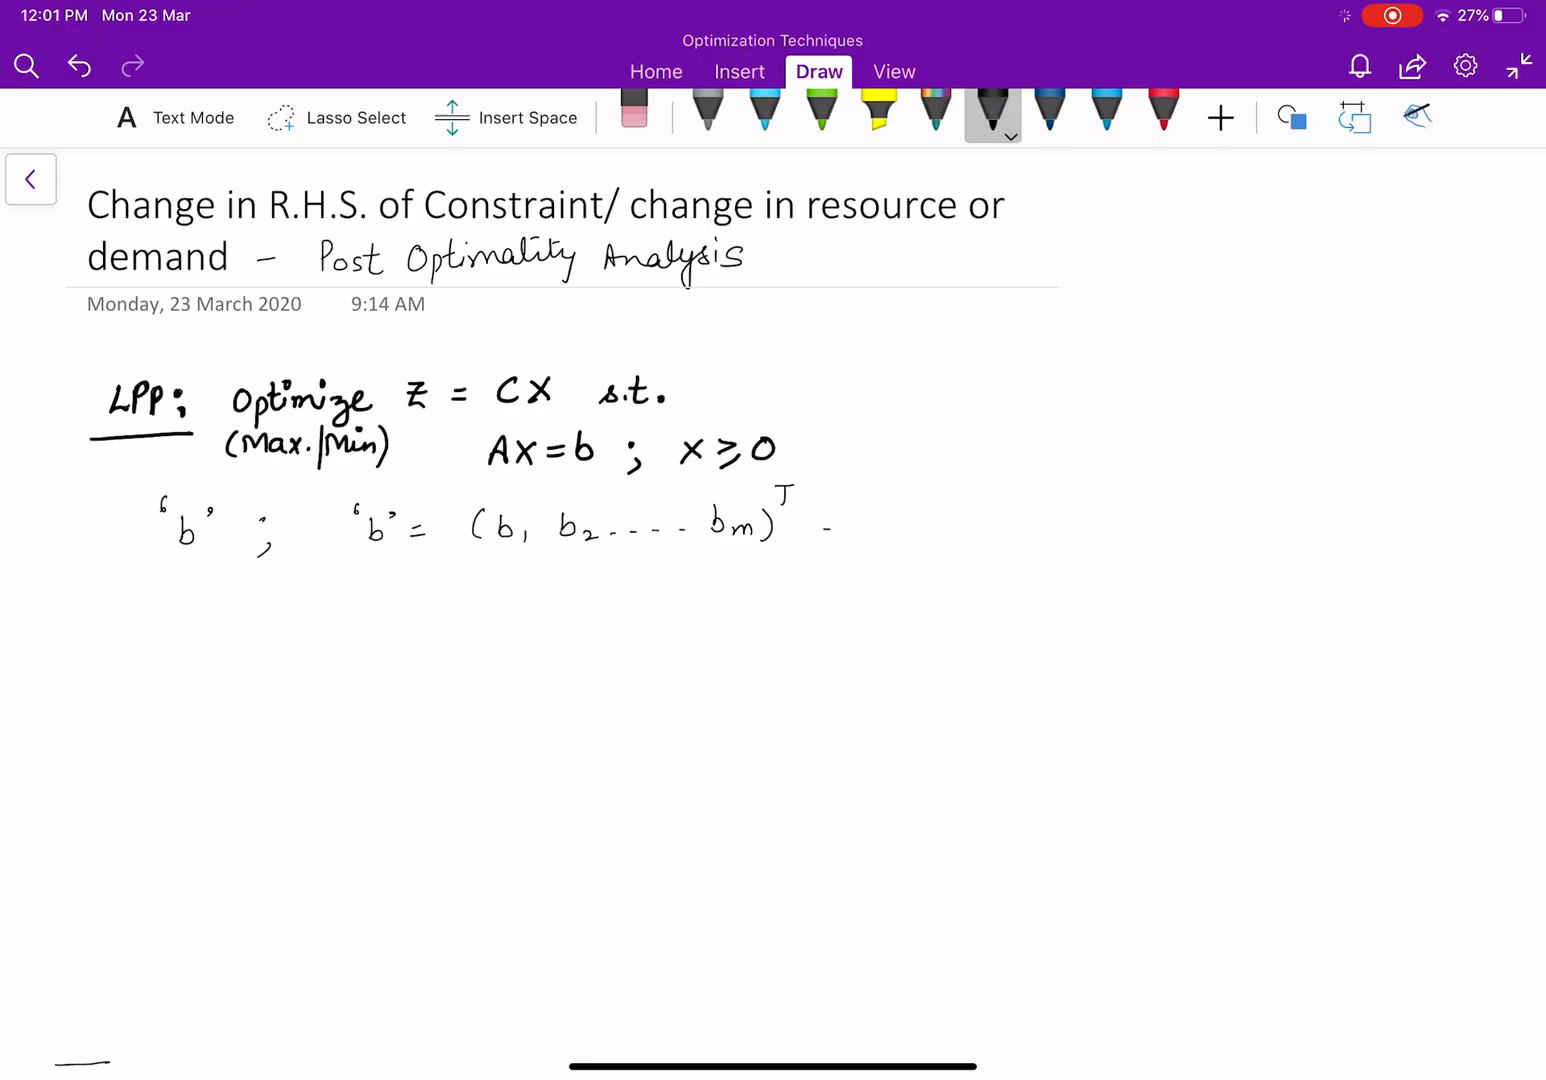 12:01 PM Mon 23 Mar 27%
Optimization Techniques
Home Insert Draw View
A Text Mode Lasso Select Insert Space
Change in R.H.S. of Constraint/ change in resource or
demand - Post Optimality Analysis
Monday, 23 March 2020 9:14 AM
LPP: Optimize Z = CX s.t.
(Max./Min) AX = b ; X ≥ 0
'b' ; 'b' = (b₁ b₂ .---- bm)ᵀ -